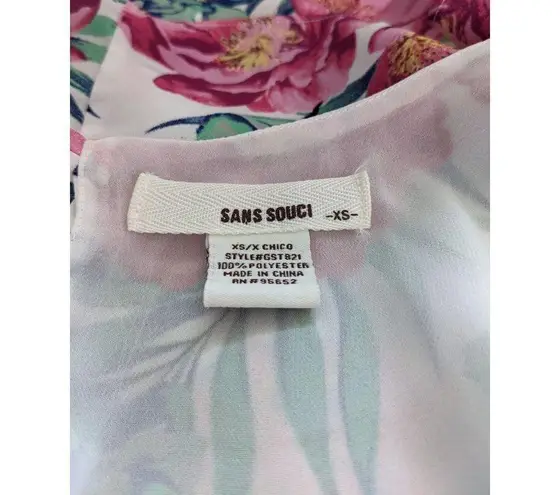 SANS SOUCI -XS-
XS/X CHICO
STYLE#GST821
100% POLYESTER
MADE IN CHINA
RN #95652